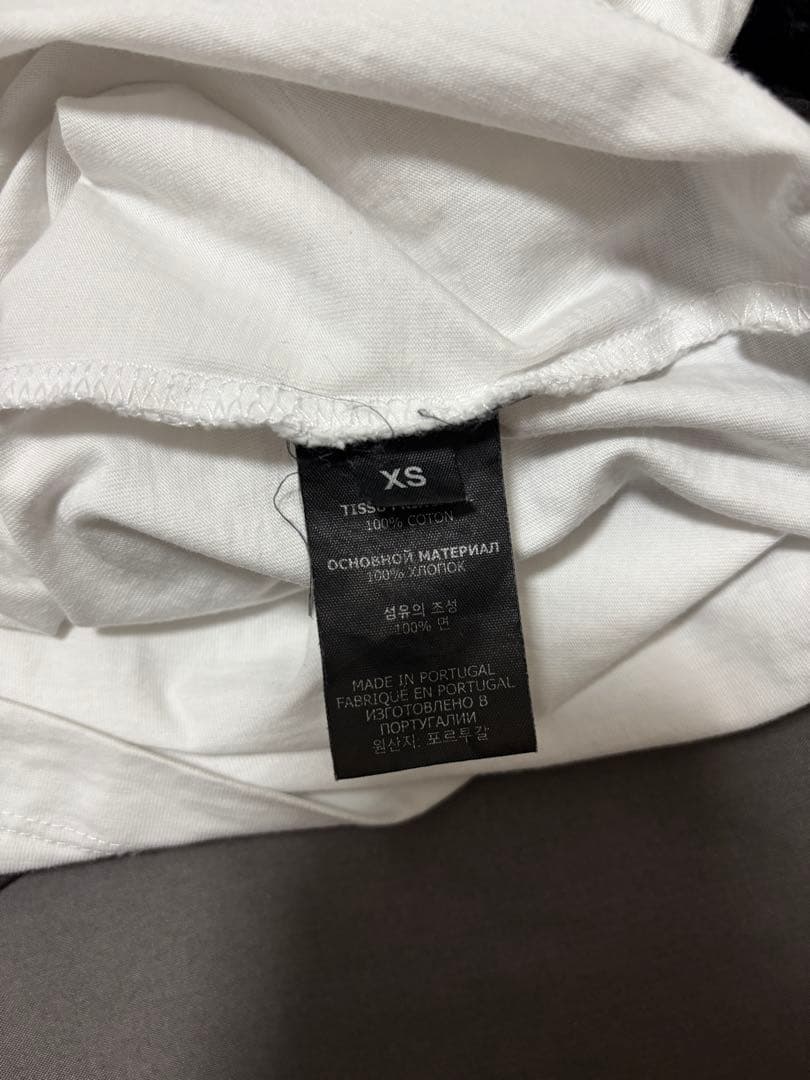 XS
100% COTON
ОСНОВНОЙ МАТЕРИАЛ
100% ХЛОПОК
섬유의 조성
100% 면
MADE IN PORTUGAL
FABRIQUE EN PORTUGAL
ИЗГОТОВЛЕНО В
ПОРТУГАЛИИ
원산지. 포르투갈